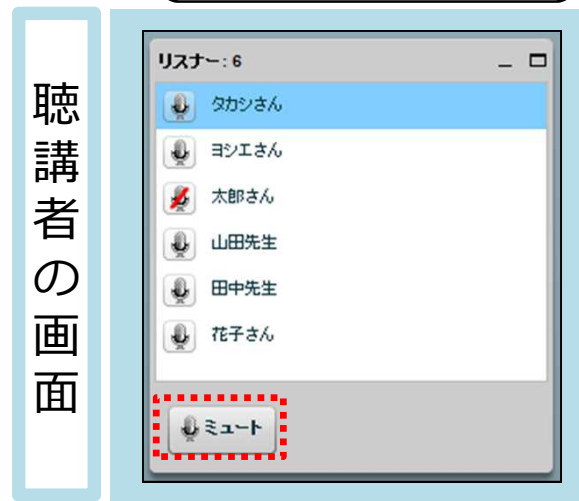 聴講者の画面
リスナー: 6
タカシさん
ヨシエさん
太郎さん
山田先生
田中先生
花子さん
ミュート